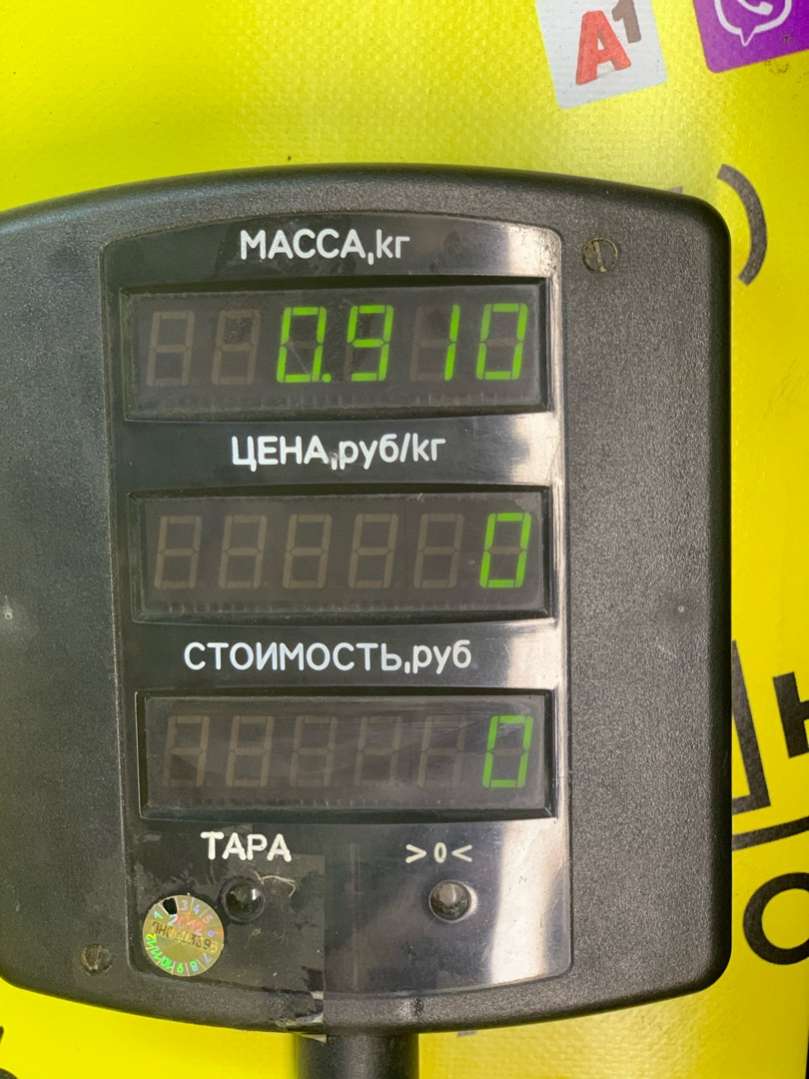 A1
МАССА,кг
0.910
ЦЕНА,руб/кг
0
СТОИМОСТЬ,руб
0
ТАРА >0<